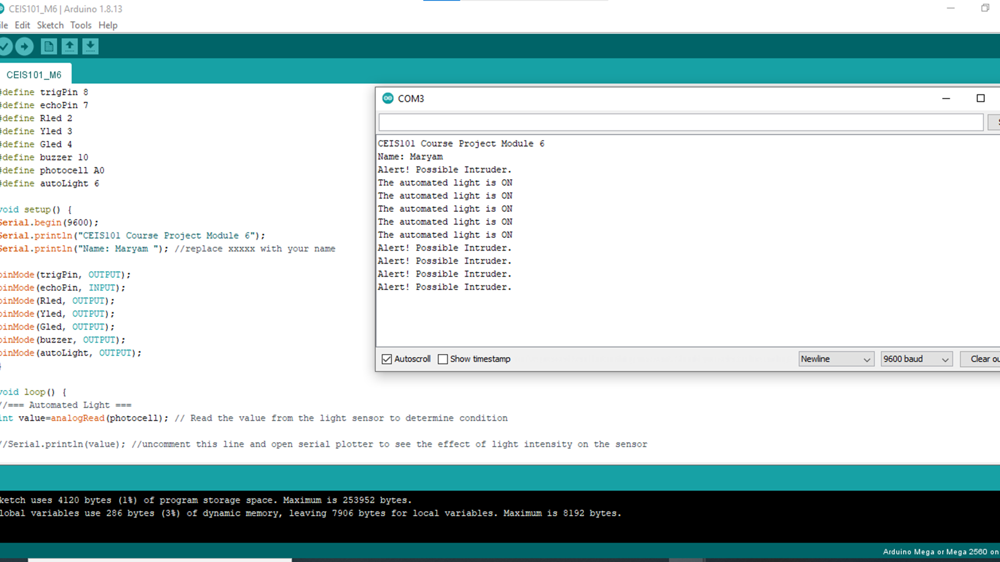 CEIS101_M6 | Arduino 1.8.13
ile Edit Sketch Tools Help
CEIS101_M6
#define trigPin 8
#define echoPin 7
#define Rled 2
#define Yled 3
#define Gled 4
#define buzzer 10
#define photocell A0
#define autoLight 6
void setup() {
Serial.begin(9600);
Serial.println("CEIS101 Course Project Module 6");
Serial.println("Name: Maryam "); //replace xxxxx with your name
pinMode(trigPin, OUTPUT);
pinMode(echoPin, INPUT);
pinMode(Rled, OUTPUT);
pinMode(Yled, OUTPUT);
pinMode(Gled, OUTPUT);
pinMode(buzzer, OUTPUT);
pinMode(autoLight, OUTPUT);
}
void loop() {
//=== Automated Light ===
int value=analogRead(photocell); // Read the value from the light sensor to determine condition
//Serial.println(value); //uncomment this line and open serial plotter to see the effect of light intensity on the sensor
COM3
CEIS101 Course Project Module 6
Name: Maryam
Alert! Possible Intruder.
The automated light is ON
The automated light is ON
The automated light is ON
The automated light is ON
The automated light is ON
Alert! Possible Intruder.
Alert! Possible Intruder.
Alert! Possible Intruder.
Alert! Possible Intruder.
Autoscroll Show timestamp Newline 9600 baud Clear ou
ketch uses 4120 bytes (1%) of program storage space. Maximum is 253952 bytes.
lobal variables use 286 bytes (3%) of dynamic memory, leaving 7906 bytes for local variables. Maximum is 8192 bytes.
Arduino Mega or Mega 2560 on